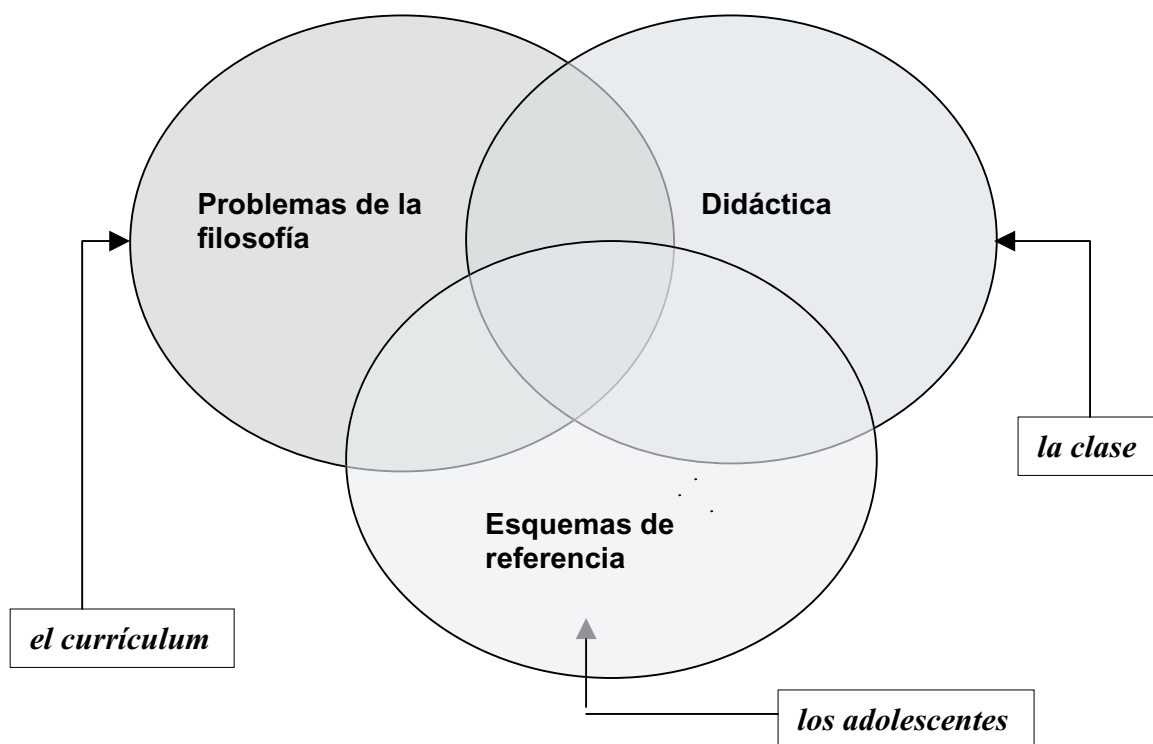 Problemas de la
filosofía
Didáctica
la clase
Esquemas de
referencia
el currículum
los adolescentes